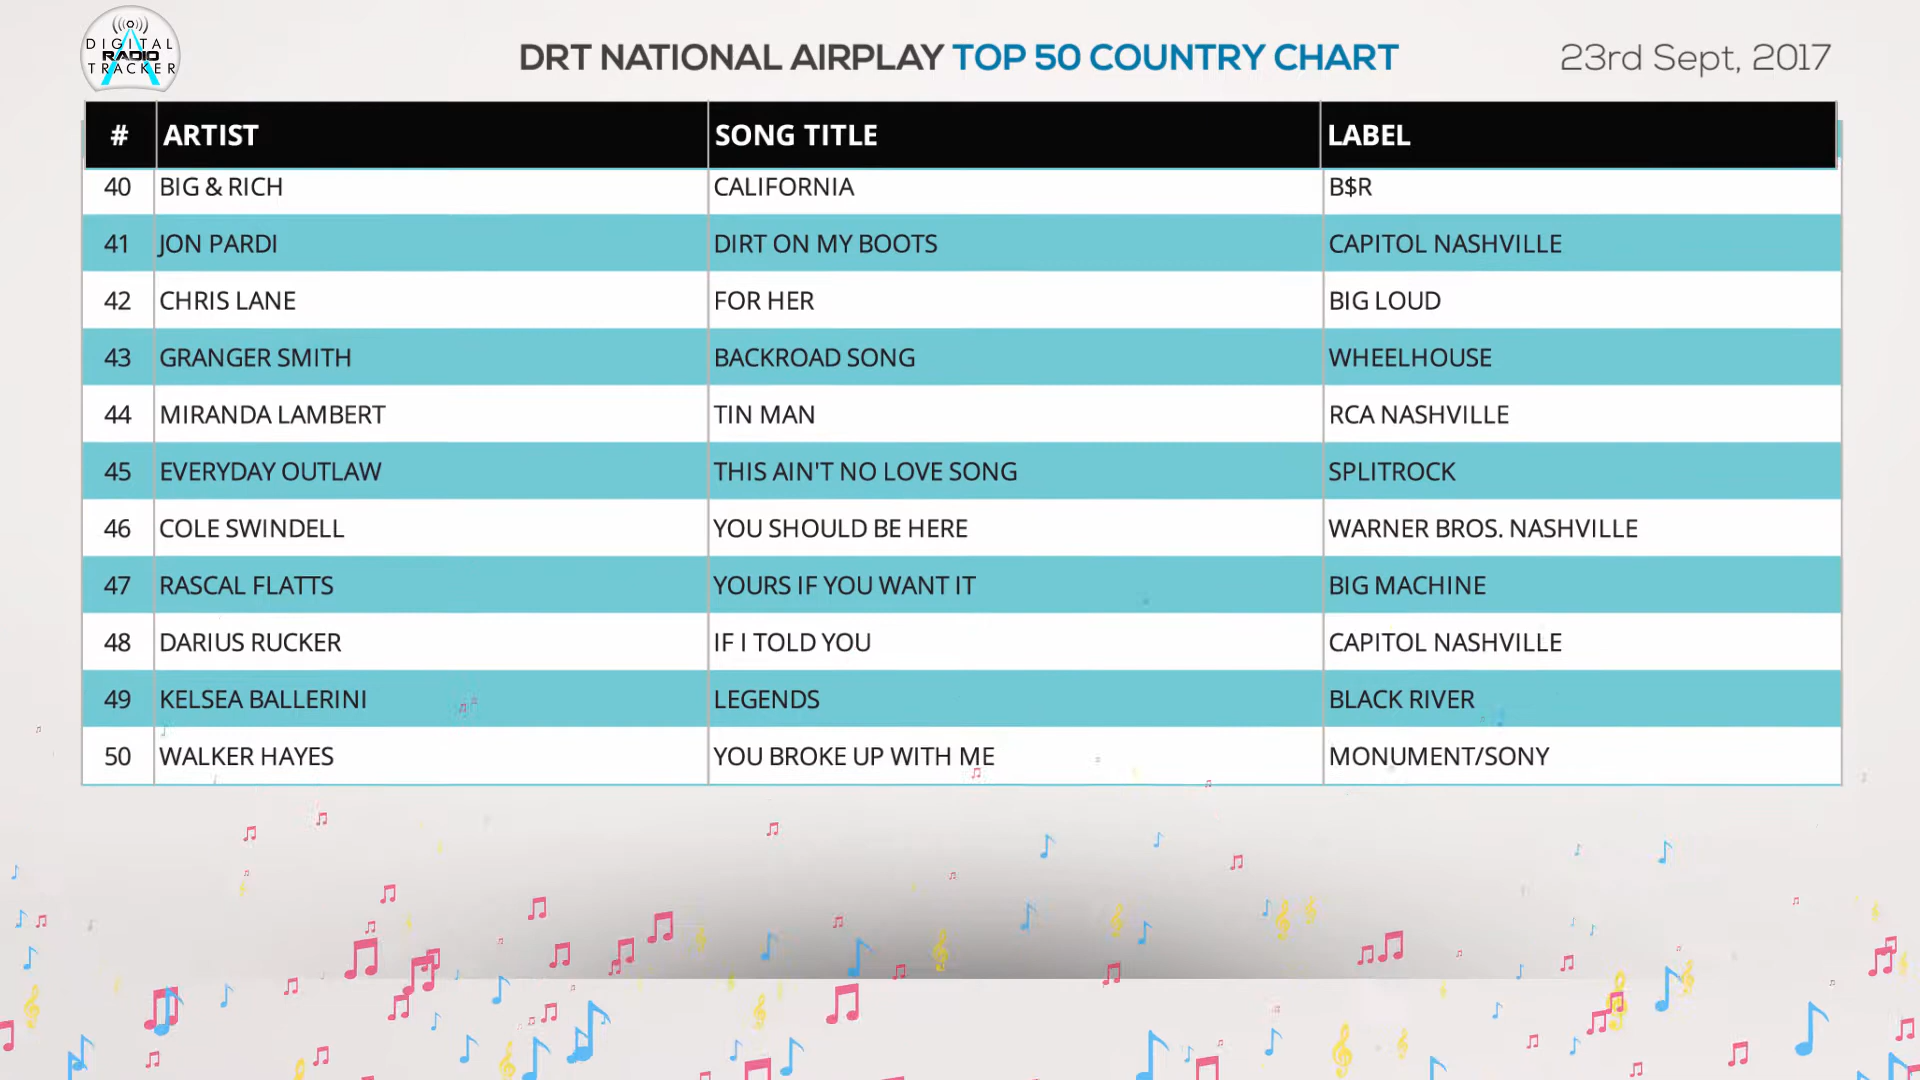 DIGITAL
RADIO
TRACKER
DRT NATIONAL AIRPLAY TOP 50 COUNTRY CHART
23rd Sept, 2017
# ARTIST SONG TITLE LABEL
40 BIG & RICH CALIFORNIA B$R
41 JON PARDI DIRT ON MY BOOTS CAPITOL NASHVILLE
42 CHRIS LANE FOR HER BIG LOUD
43 GRANGER SMITH BACKROAD SONG WHEELHOUSE
44 MIRANDA LAMBERT TIN MAN RCA NASHVILLE
45 EVERYDAY OUTLAW THIS AIN'T NO LOVE SONG SPLITROCK
46 COLE SWINDELL YOU SHOULD BE HERE WARNER BROS. NASHVILLE
47 RASCAL FLATTS YOURS IF YOU WANT IT BIG MACHINE
48 DARIUS RUCKER IF I TOLD YOU CAPITOL NASHVILLE
49 KELSEA BALLERINI LEGENDS BLACK RIVER
50 WALKER HAYES YOU BROKE UP WITH ME MONUMENT/SONY